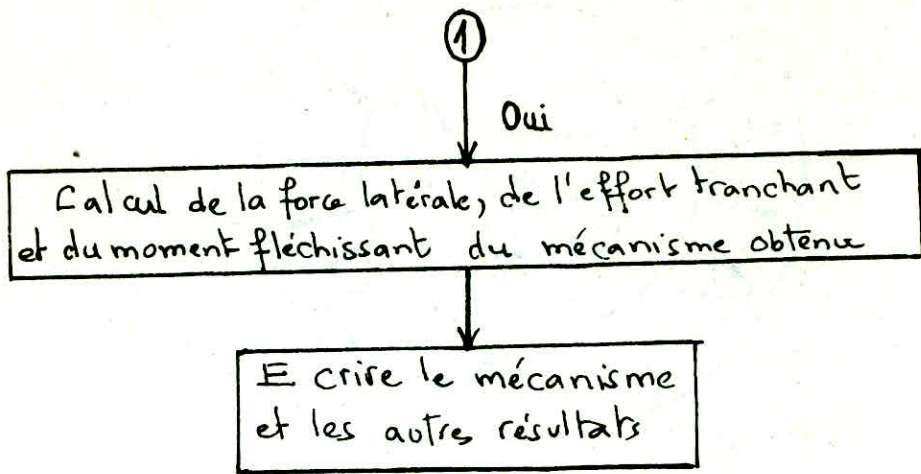 1
Oui
Calcul de la force latérale, de l'effort tranchant
et du moment fléchissant du mécanisme obtenu
Ecrire le mécanisme
et les autres résultats